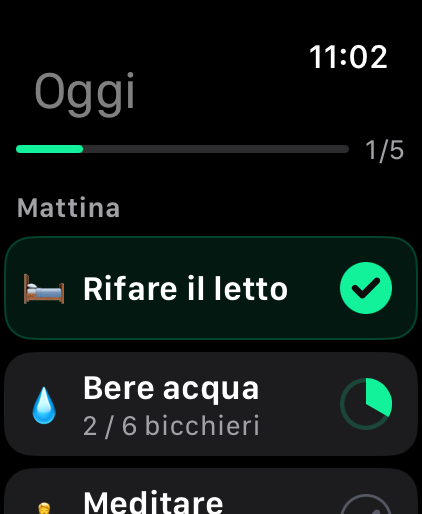 11:02
Oggi
1/5
Mattina
Rifare il letto
Bere acqua
2 / 6 bicchieri
Meditare